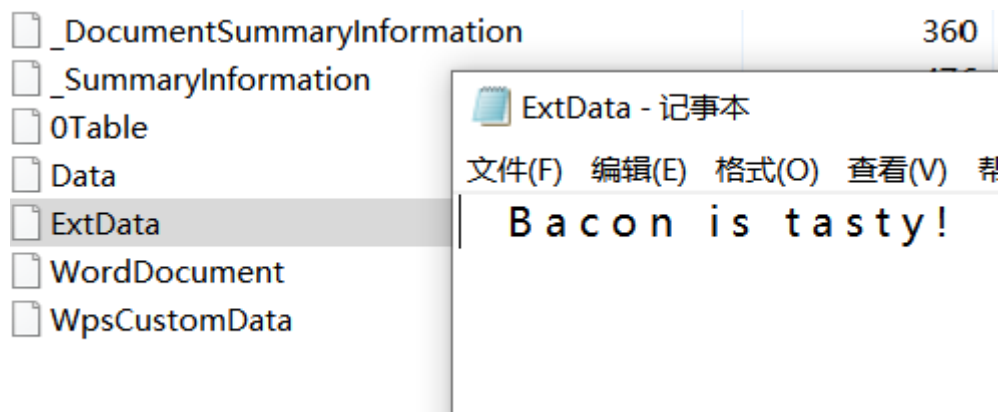 _DocumentSummaryInformation 360
_SummaryInformation
0Table
Data
ExtData
WordDocument
WpsCustomData
ExtData - 记事本
文件(F) 编辑(E) 格式(O) 查看(V)
Bacon is tasty!